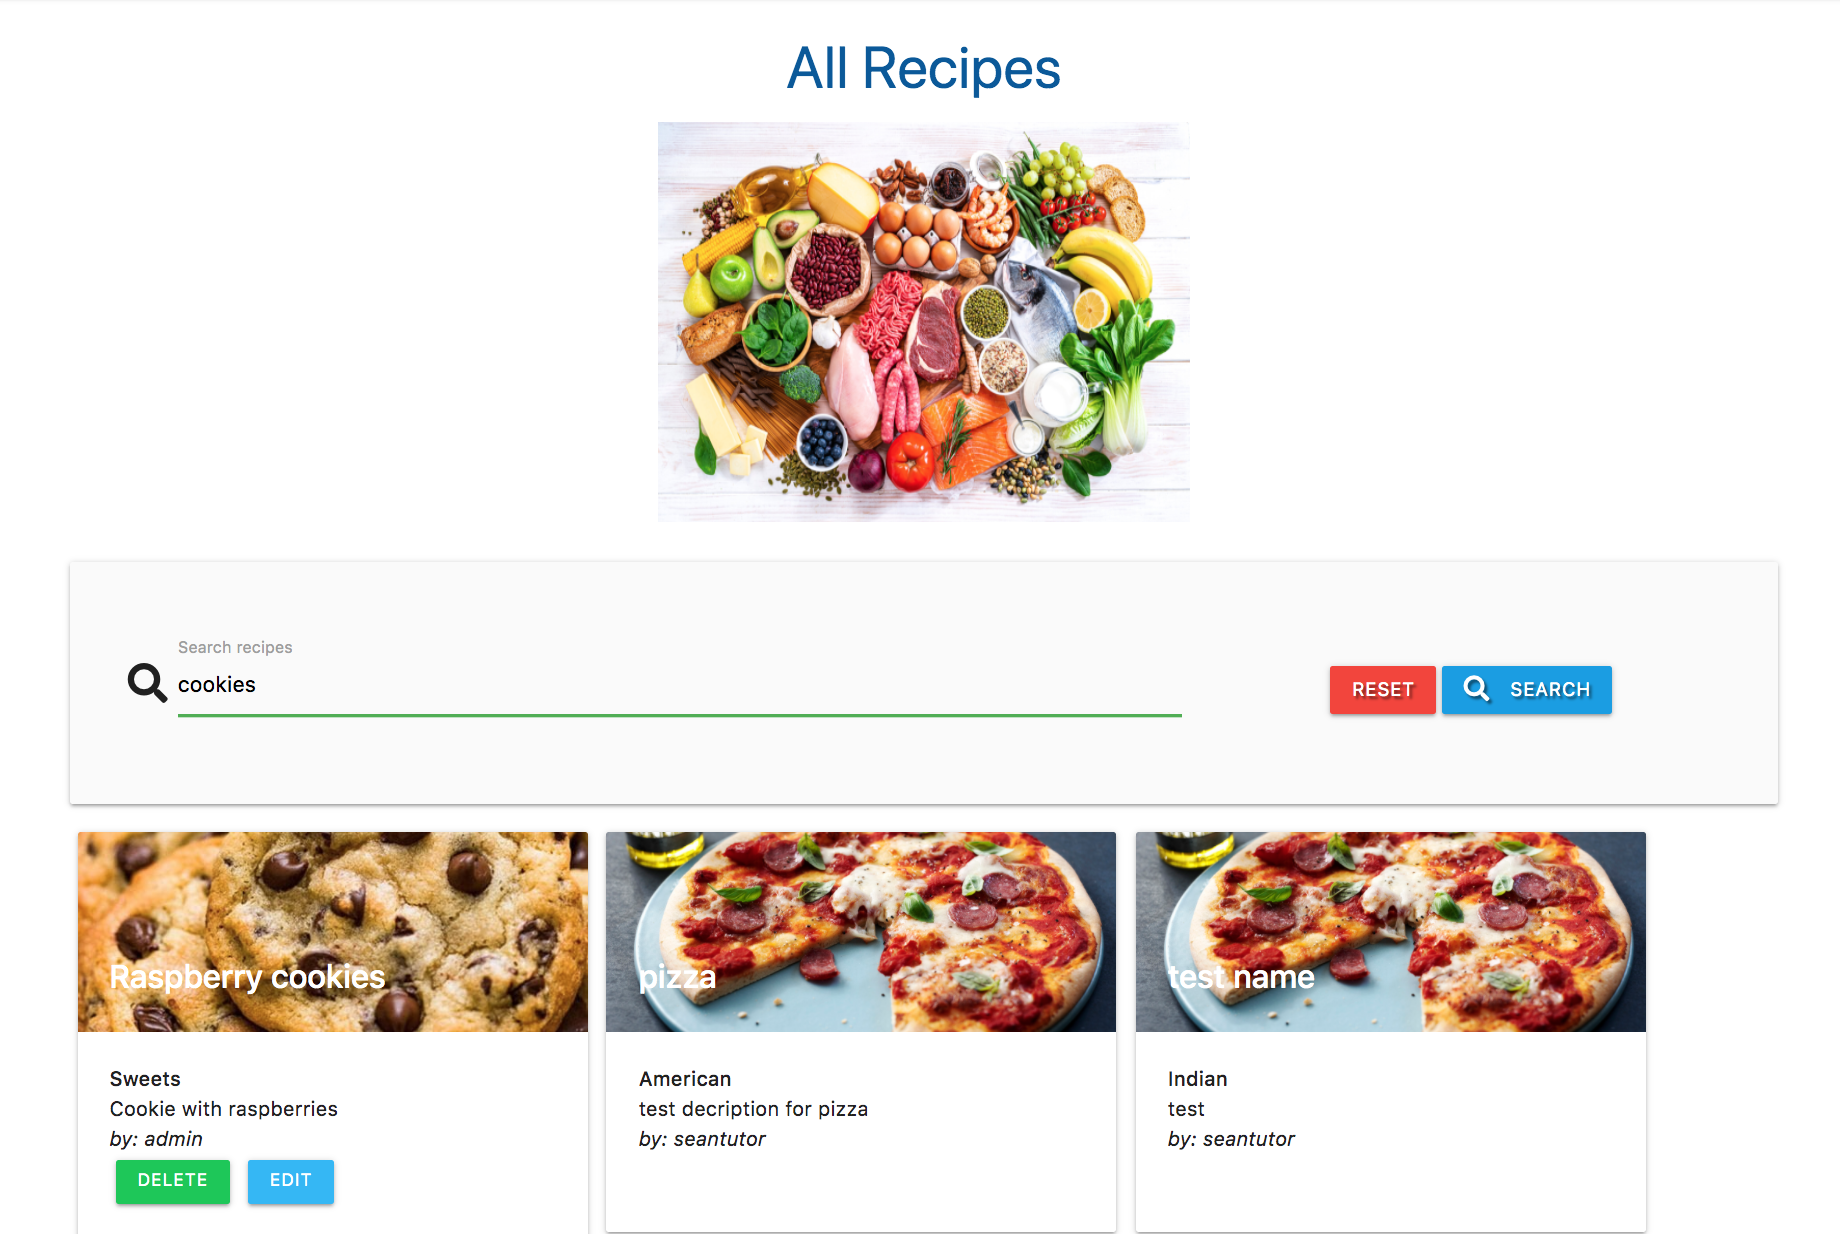 All Recipes
Search recipes
cookies
RESET
SEARCH
Raspberry cookies
pizza
test name
Sweets
Cookie with raspberries
by: admin
DELETE
EDIT
American
test decription for pizza
by: seantutor
Indian
test
by: seantutor